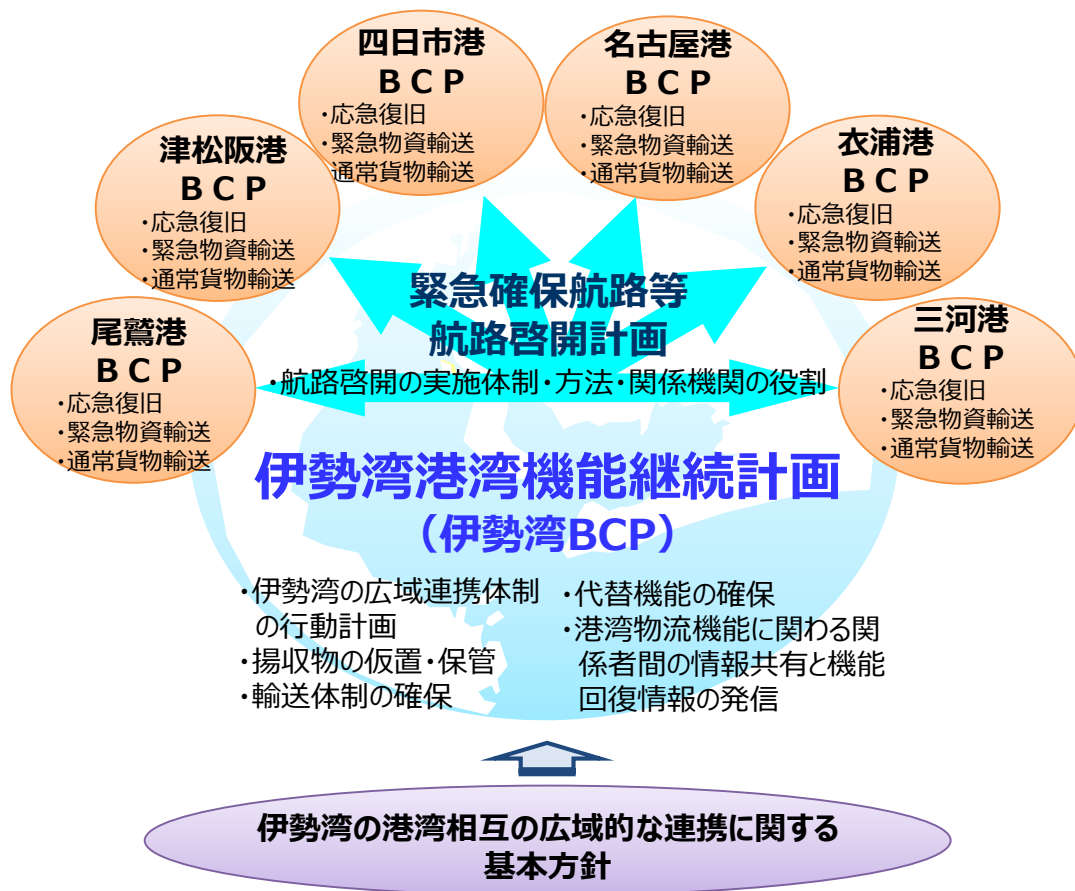 四日市港
ＢＣＰ
・応急復旧
・緊急物資輸送
・通常貨物輸送
名古屋港
ＢＣＰ
・応急復旧
・緊急物資輸送
・通常貨物輸送
津松阪港
ＢＣＰ
・応急復旧
・緊急物資輸送
・通常貨物輸送
衣浦港
ＢＣＰ
・応急復旧
・緊急物資輸送
・通常貨物輸送
尾鷲港
ＢＣＰ
・応急復旧
・緊急物資輸送
・通常貨物輸送
三河港
ＢＣＰ
・応急復旧
・緊急物資輸送
・通常貨物輸送
緊急確保航路等
航路啓開計画
・航路啓開の実施体制・方法・関係機関の役割
伊勢湾港湾機能継続計画
（伊勢湾BCP）
・伊勢湾の広域連携体制
の行動計画
・揚収物の仮置・保管
・輸送体制の確保
・代替機能の確保
・港湾物流機能に関わる関
係者間の情報共有と機能
回復情報の発信
伊勢湾の港湾相互の広域的な連携に関する
基本方針